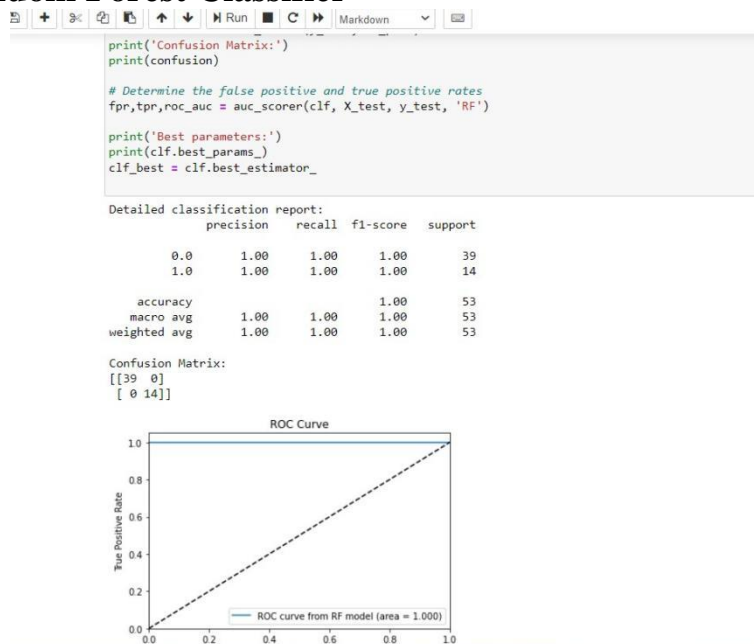 Run Markdown
print('Confusion Matrix:')
print(confusion)
# Determine the false positive and true positive rates
fpr,tpr,roc_auc = auc_scorer(clf, X_test, y_test, 'RF')
print('Best parameters:')
print(clf.best_params_)
clf_best = clf.best_estimator_
Detailed classification report:
precision recall f1-score support
0.0 1.00 1.00 1.00 39
1.0 1.00 1.00 1.00 14
accuracy 1.00 53
macro avg 1.00 1.00 1.00 53
weighted avg 1.00 1.00 1.00 53
Confusion Matrix:
[[39 0]
[ 0 14]]
ROC Curve
1.0
0.8
0.6
0.4
0.2
0.0
True Positive Rate
ROC curve from RF model (area = 1.000)
0.0 0.2 0.4 0.6 0.8 1.0